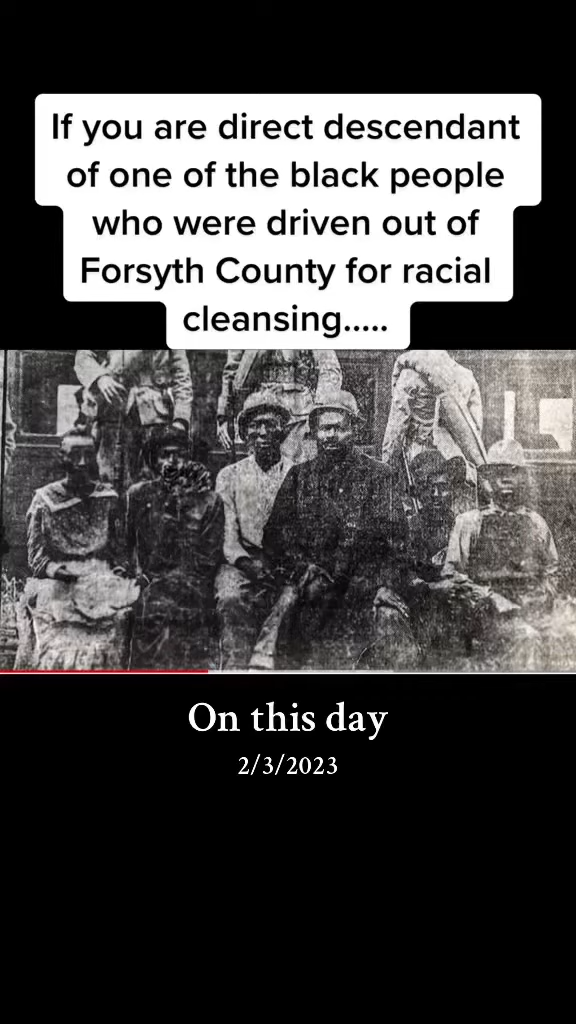 If you are direct descendant
of one of the black people
who were driven out of
Forsyth County for racial
cleansing.....
On this day
2/3/2023